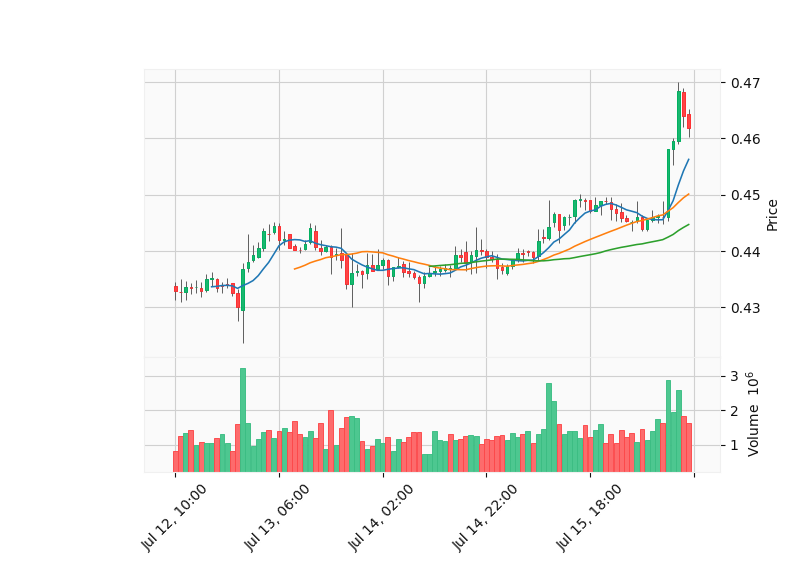 0.47
0.46
0.45
0.44
0.43
Price
3
2
1
Volume 10^6
Jul 12, 10:00
Jul 13, 06:00
Jul 14, 02:00
Jul 14, 22:00
Jul 15, 18:00